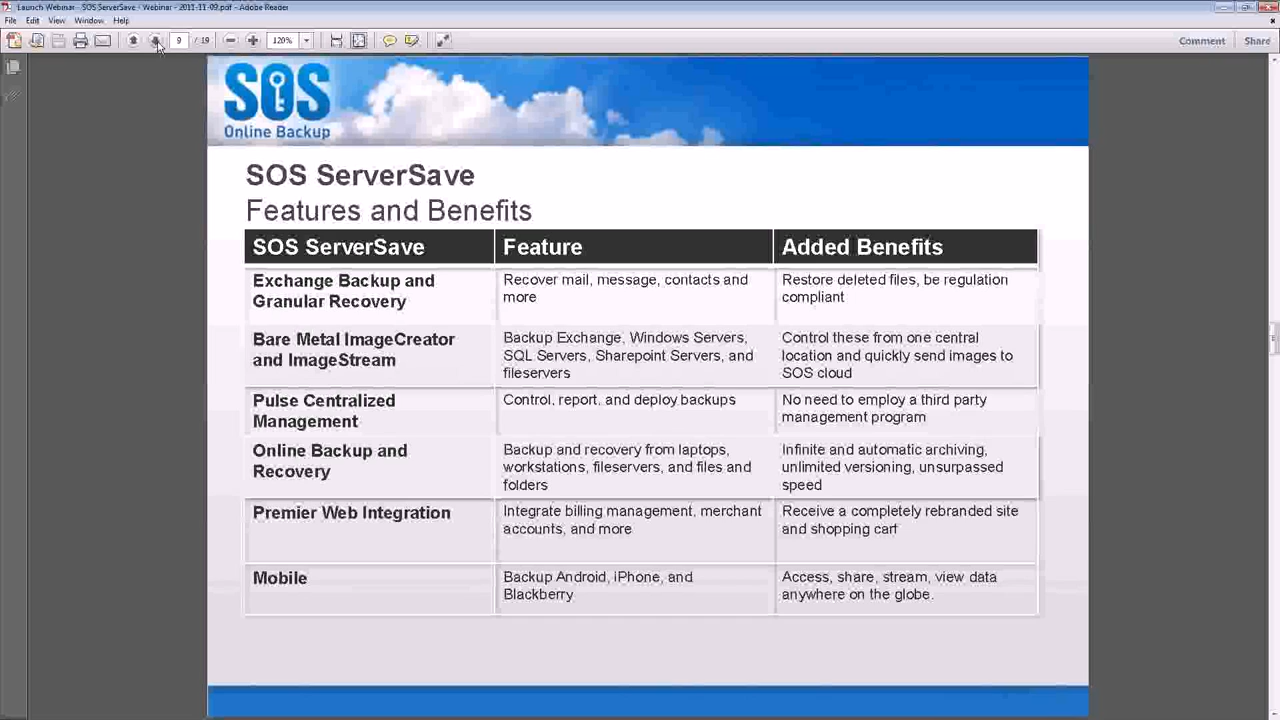 Launch Webinar - SOS ServerSave - Webinar - 2011-11-09.pdf - Adobe Reader
File Edit View Window Help
9 / 19 120% Comment Share
SOS
Online Backup
SOS ServerSave
Features and Benefits
SOS ServerSave Feature Added Benefits
Exchange Backup and
Granular Recovery
Recover mail, message, contacts and
more
Restore deleted files, be regulation
compliant
Bare Metal ImageCreator
and ImageStream
Backup Exchange, Windows Servers,
SQL Servers, Sharepoint Servers, and
fileservers
Control these from one central
location and quickly send images to
SOS cloud
Pulse Centralized
Management
Control, report, and deploy backups
No need to employ a third party
management program
Online Backup and
Recovery
Backup and recovery from laptops,
workstations, fileservers, and files and
folders
Infinite and automatic archiving,
unlimited versioning, unsurpassed
speed
Premier Web Integration
Integrate billing management, merchant
accounts, and more
Receive a completely rebranded site
and shopping cart
Mobile
Backup Android, iPhone, and
Blackberry
Access, share, stream, view data
anywhere on the globe.